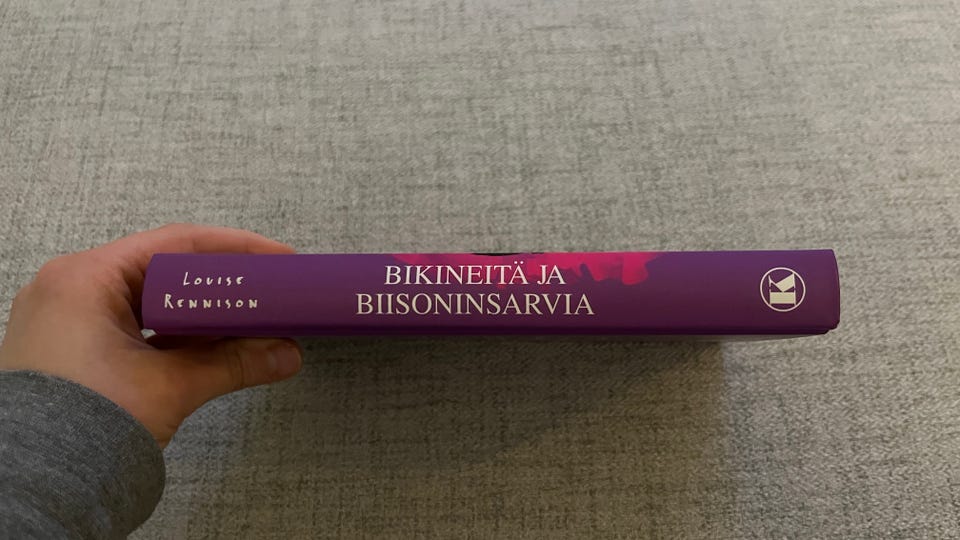 LOUISE
RENNISON
BIKINEITÄ JA
BIISONINSARVIA
K